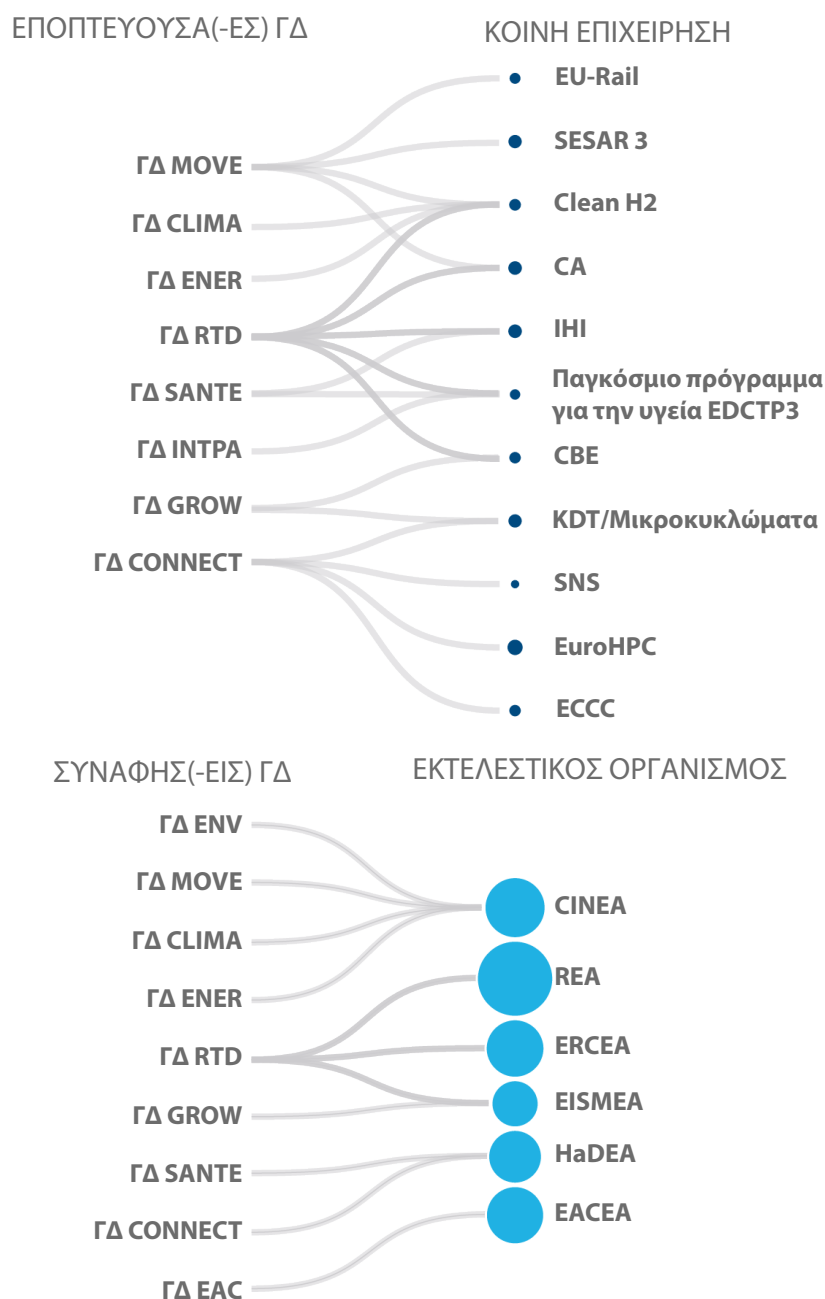 ΕΠΟΠΤΕΥΟΥΣΑ(-ΕΣ) ΓΔ
ΚΟΙΝΗ ΕΠΙΧΕΙΡΗΣΗ
ΓΔ MOVE
ΓΔ CLIMA
ΓΔ ENER
ΓΔ RTD
ΓΔ SANTE
ΓΔ INTPA
ΓΔ GROW
ΓΔ CONNECT
EU-Rail
SESAR 3
Clean H2
CA
IHI
Παγκόσμιο πρόγραμμα
για την υγεία EDCTP3
CBE
KDT/Μικροκυκλώματα
SNS
EuroHPC
ECCC
ΣΥΝΑΦΗΣ(-ΕΙΣ) ΓΔ
ΕΚΤΕΛΕΣΤΙΚΟΣ ΟΡΓΑΝΙΣΜΟΣ
ΓΔ ENV
ΓΔ MOVE
ΓΔ CLIMA
ΓΔ ENER
ΓΔ RTD
ΓΔ GROW
ΓΔ SANTE
ΓΔ CONNECT
ΓΔ EAC
CINEA
REA
ERCEA
EISMEA
HaDEA
EACEA